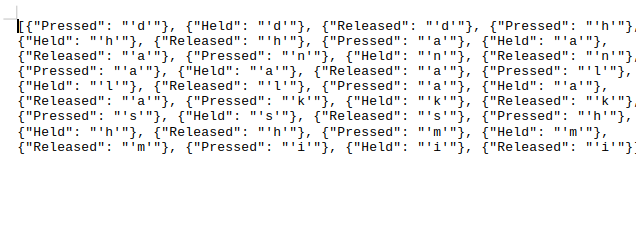 [{"Pressed": "'d'"}, {"Held": "'d'"}, {"Released": "'d'"}, {"Pressed": "'h'"},
{"Held": "'h'"}, {"Released": "'h'"}, {"Pressed": "'a'"}, {"Held": "'a'"},
{"Released": "'a'"}, {"Pressed": "'n'"}, {"Held": "'n'"}, {"Released": "'n'"},
{"Pressed": "'a'"}, {"Held": "'a'"}, {"Released": "'a'"}, {"Pressed": "'l'"},
{"Held": "'l'"}, {"Released": "'l'"}, {"Pressed": "'a'"}, {"Held": "'a'"},
{"Released": "'a'"}, {"Pressed": "'k'"}, {"Held": "'k'"}, {"Released": "'k'"},
{"Pressed": "'s'"}, {"Held": "'s'"}, {"Released": "'s'"}, {"Pressed": "'h'"},
{"Held": "'h'"}, {"Released": "'h'"}, {"Pressed": "'m'"}, {"Held": "'m'"},
{"Released": "'m'"}, {"Pressed": "'i'"}, {"Held": "'i'"}, {"Released": "'i'"}]